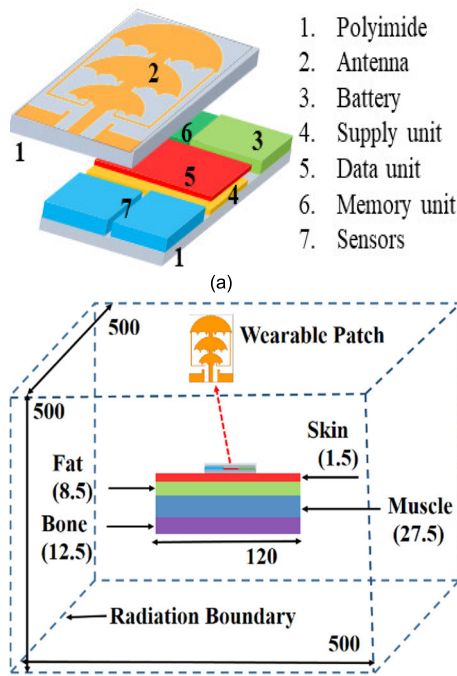 1. Polyimide
2. Antenna
3. Battery
4. Supply unit
5. Data unit
6. Memory unit
7. Sensors
2
6
3
1
5
4
7
1
(a)
500
Wearable Patch
500
Skin
(1.5)
Fat
(8.5)
Muscle
(27.5)
Bone
(12.5)
120
Radiation Boundary
500